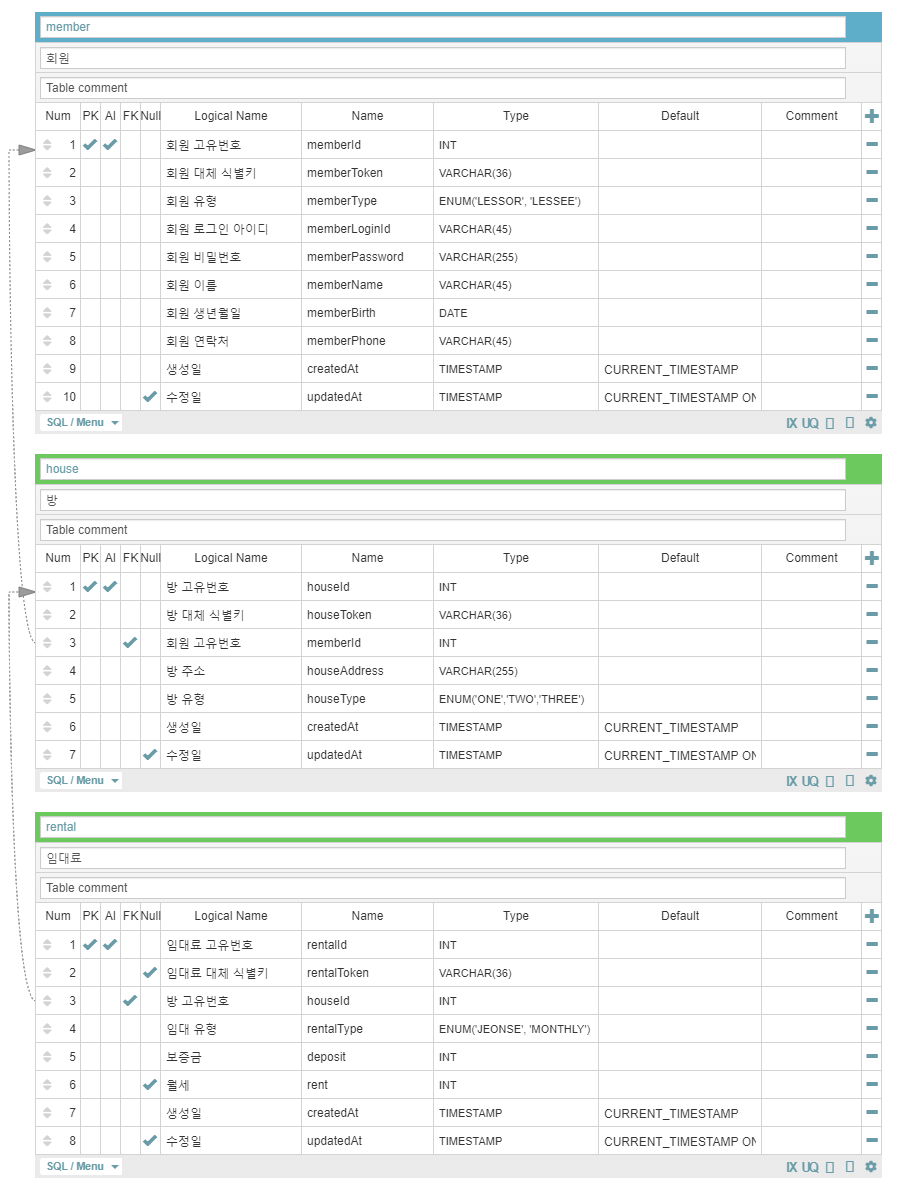 member
회원
Table comment
Num PK AI FK Null Logical Name Name Type Default Comment
1 회원 고유번호 memberId INT
2 회원 대체 식별키 memberToken VARCHAR(36)
3 회원 유형 memberType ENUM('LESSOR', 'LESSEE')
4 회원 로그인 아이디 memberLoginId VARCHAR(45)
5 회원 비밀번호 memberPassword VARCHAR(255)
6 회원 이름 memberName VARCHAR(45)
7 회원 생년월일 memberBirth DATE
8 회원 연락처 memberPhone VARCHAR(45)
9 생성일 createdAt TIMESTAMP CURRENT_TIMESTAMP
10 수정일 updatedAt TIMESTAMP CURRENT_TIMESTAMP ON
SQL / Menu IX UQ
house
방
Table comment
Num PK AI FK Null Logical Name Name Type Default Comment
1 방 고유번호 houseId INT
2 방 대체 식별키 houseToken VARCHAR(36)
3 회원 고유번호 memberId INT
4 방 주소 houseAddress VARCHAR(255)
5 방 유형 houseType ENUM('ONE','TWO','THREE')
6 생성일 createdAt TIMESTAMP CURRENT_TIMESTAMP
7 수정일 updatedAt TIMESTAMP CURRENT_TIMESTAMP ON
SQL / Menu IX UQ
rental
임대료
Table comment
Num PK AI FK Null Logical Name Name Type Default Comment
1 임대료 고유번호 rentalId INT
2 임대료 대체 식별키 rentalToken VARCHAR(36)
3 방 고유번호 houseId INT
4 임대 유형 rentalType ENUM('JEONSE', 'MONTHLY')
5 보증금 deposit INT
6 월세 rent INT
7 생성일 createdAt TIMESTAMP CURRENT_TIMESTAMP
8 수정일 updatedAt TIMESTAMP CURRENT_TIMESTAMP ON
SQL / Menu IX UQ